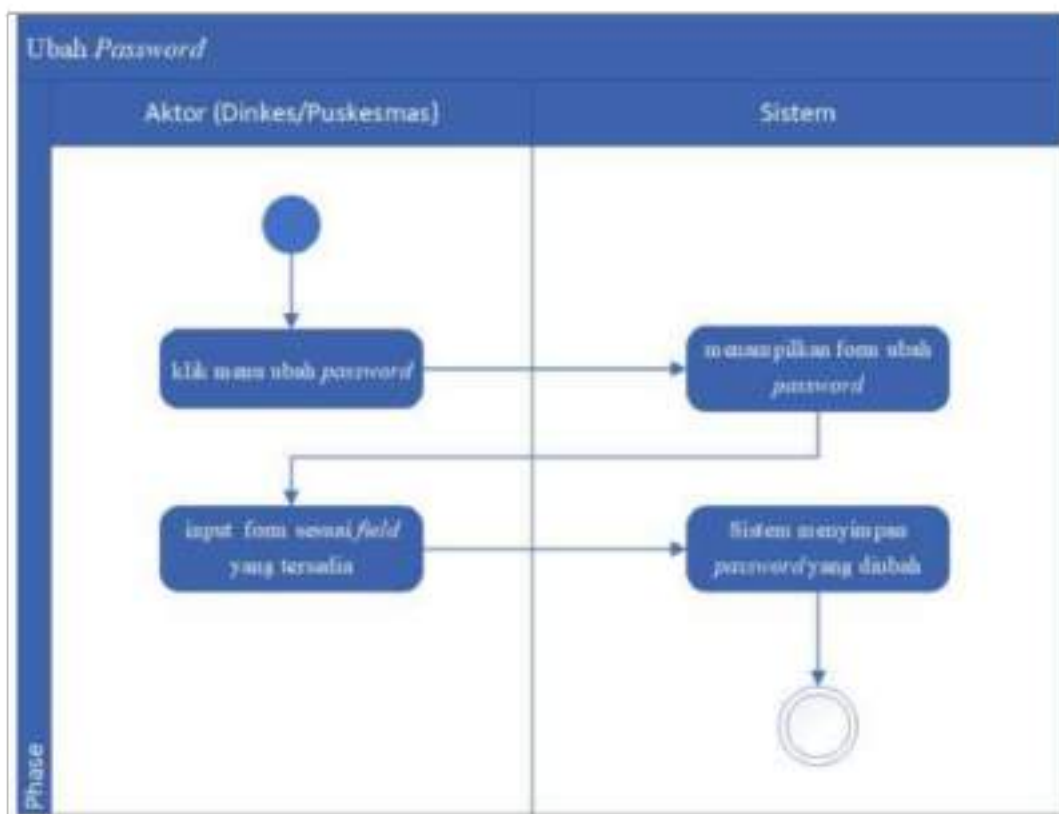 Ubah Password
Aktor (Dinkes/Puskesmas)
Sistem
klik menu ubah password
menampilkan form ubah
password
input form sesuai field
yang tersedia
Sistem menyimpan
password yang diubah
Phase